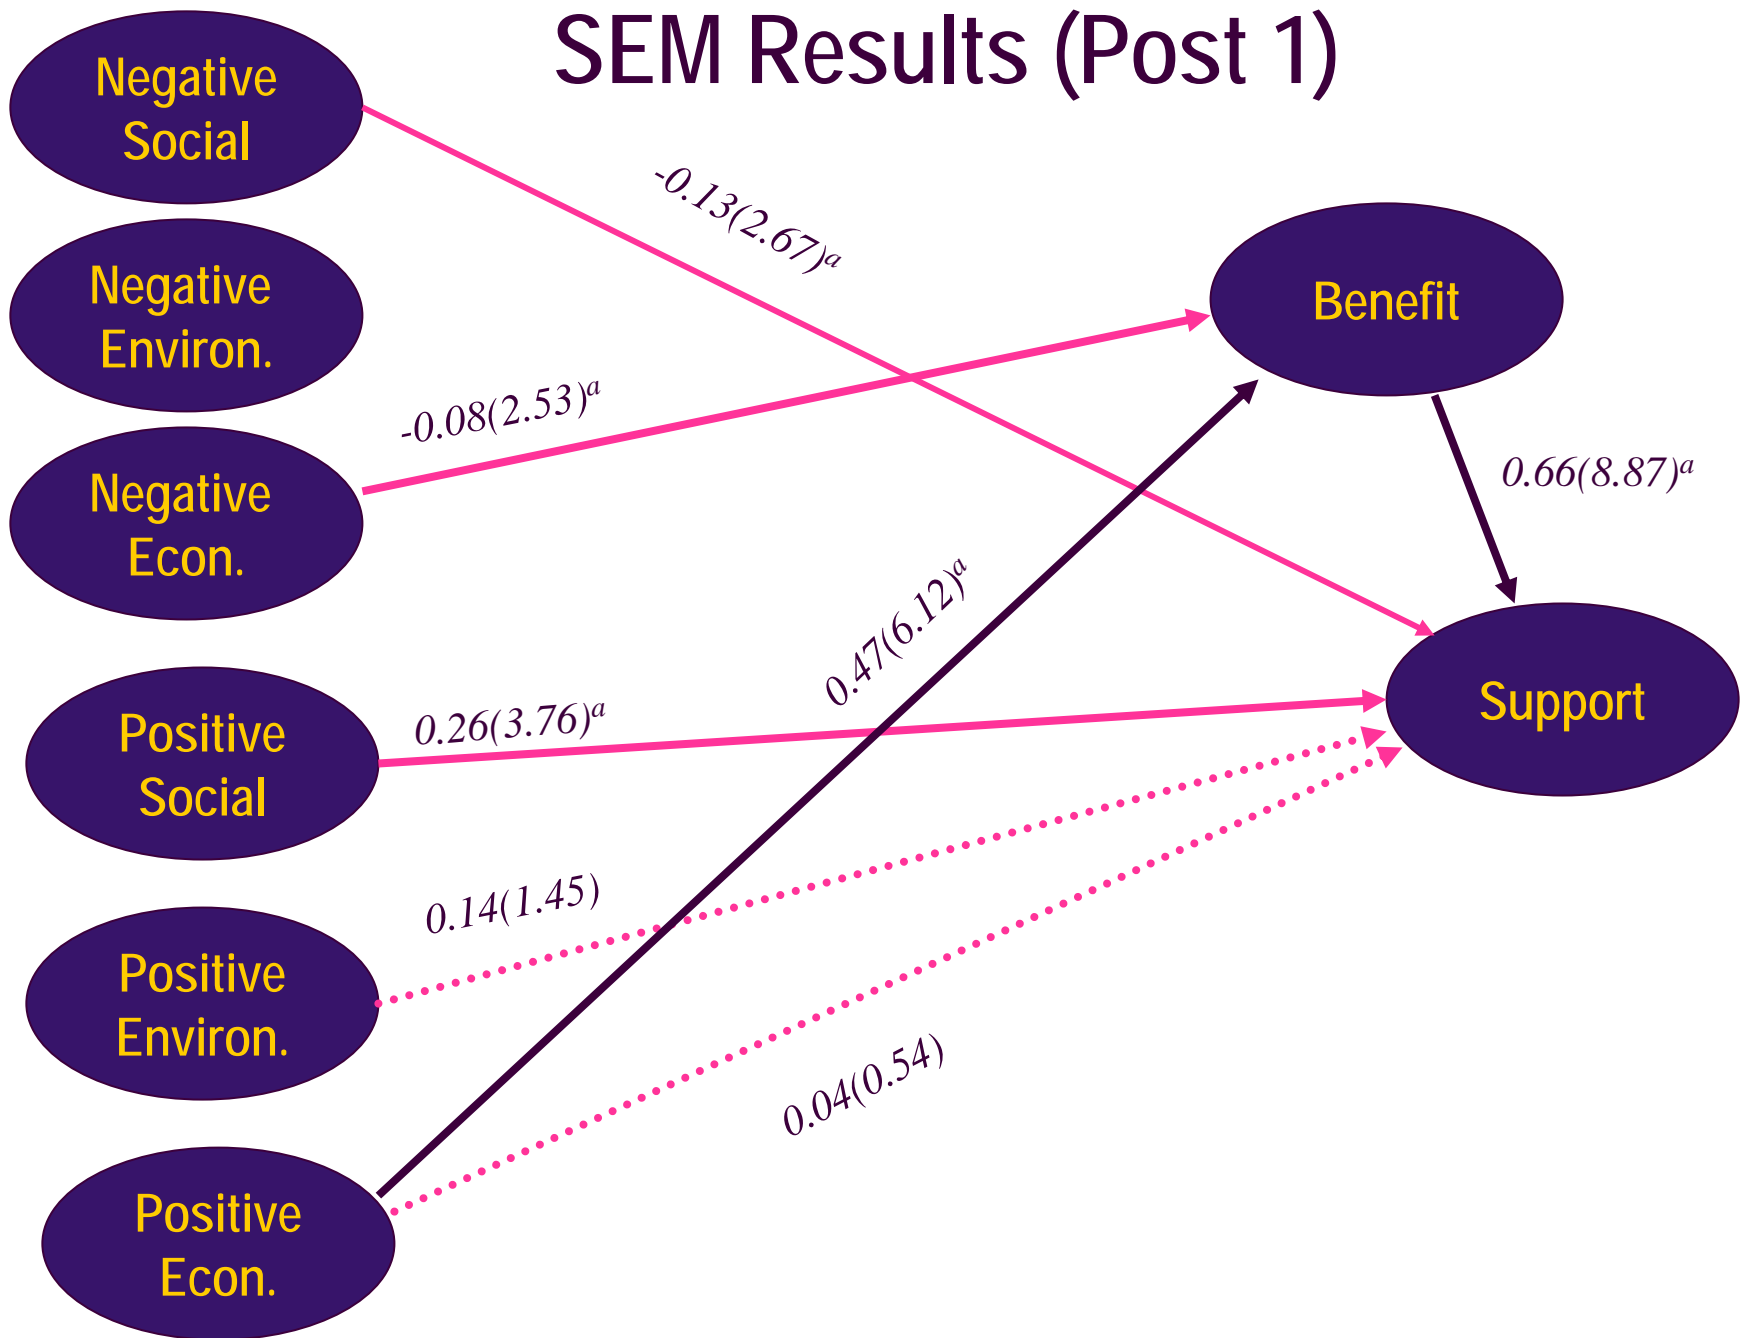 SEM Results (Post 1)
Negative
Social
-0.13(2.67)a
Negative
Environ.
Benefit
-0.08(2.53)a
Negative
Econ.
0.66(8.87)a
0.47(6.12)a
Positive
Social
0.26(3.76)a
Support
0.14(1.45)
Positive
Environ.
0.04(0.54)
Positive
Econ.